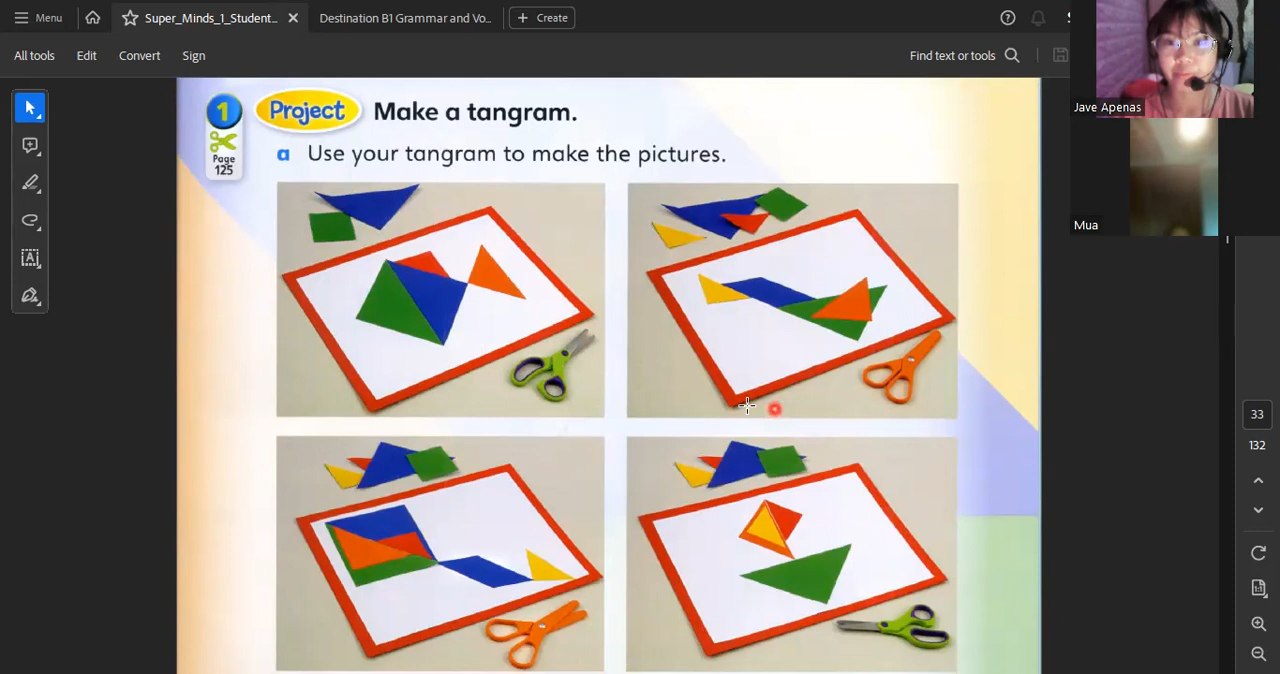 Menu
Super_Mind_1_Student...
Destination B1 Grammar and Vo...
Create
All tools
Edit
Convert
Sign
Find text or tools
Jave Apenas
Mua
1
Page
125
Project
Make a tangram.
a Use your tangram to make the pictures.
33
132